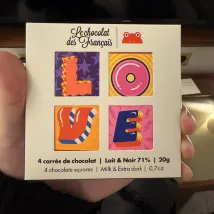 Le chocolat
des Français
L O
V E
4 carrés de chocolat | Lait & Noir 71% | 20g
4 chocolate squares | Milk & Extra dark | 0,7oz